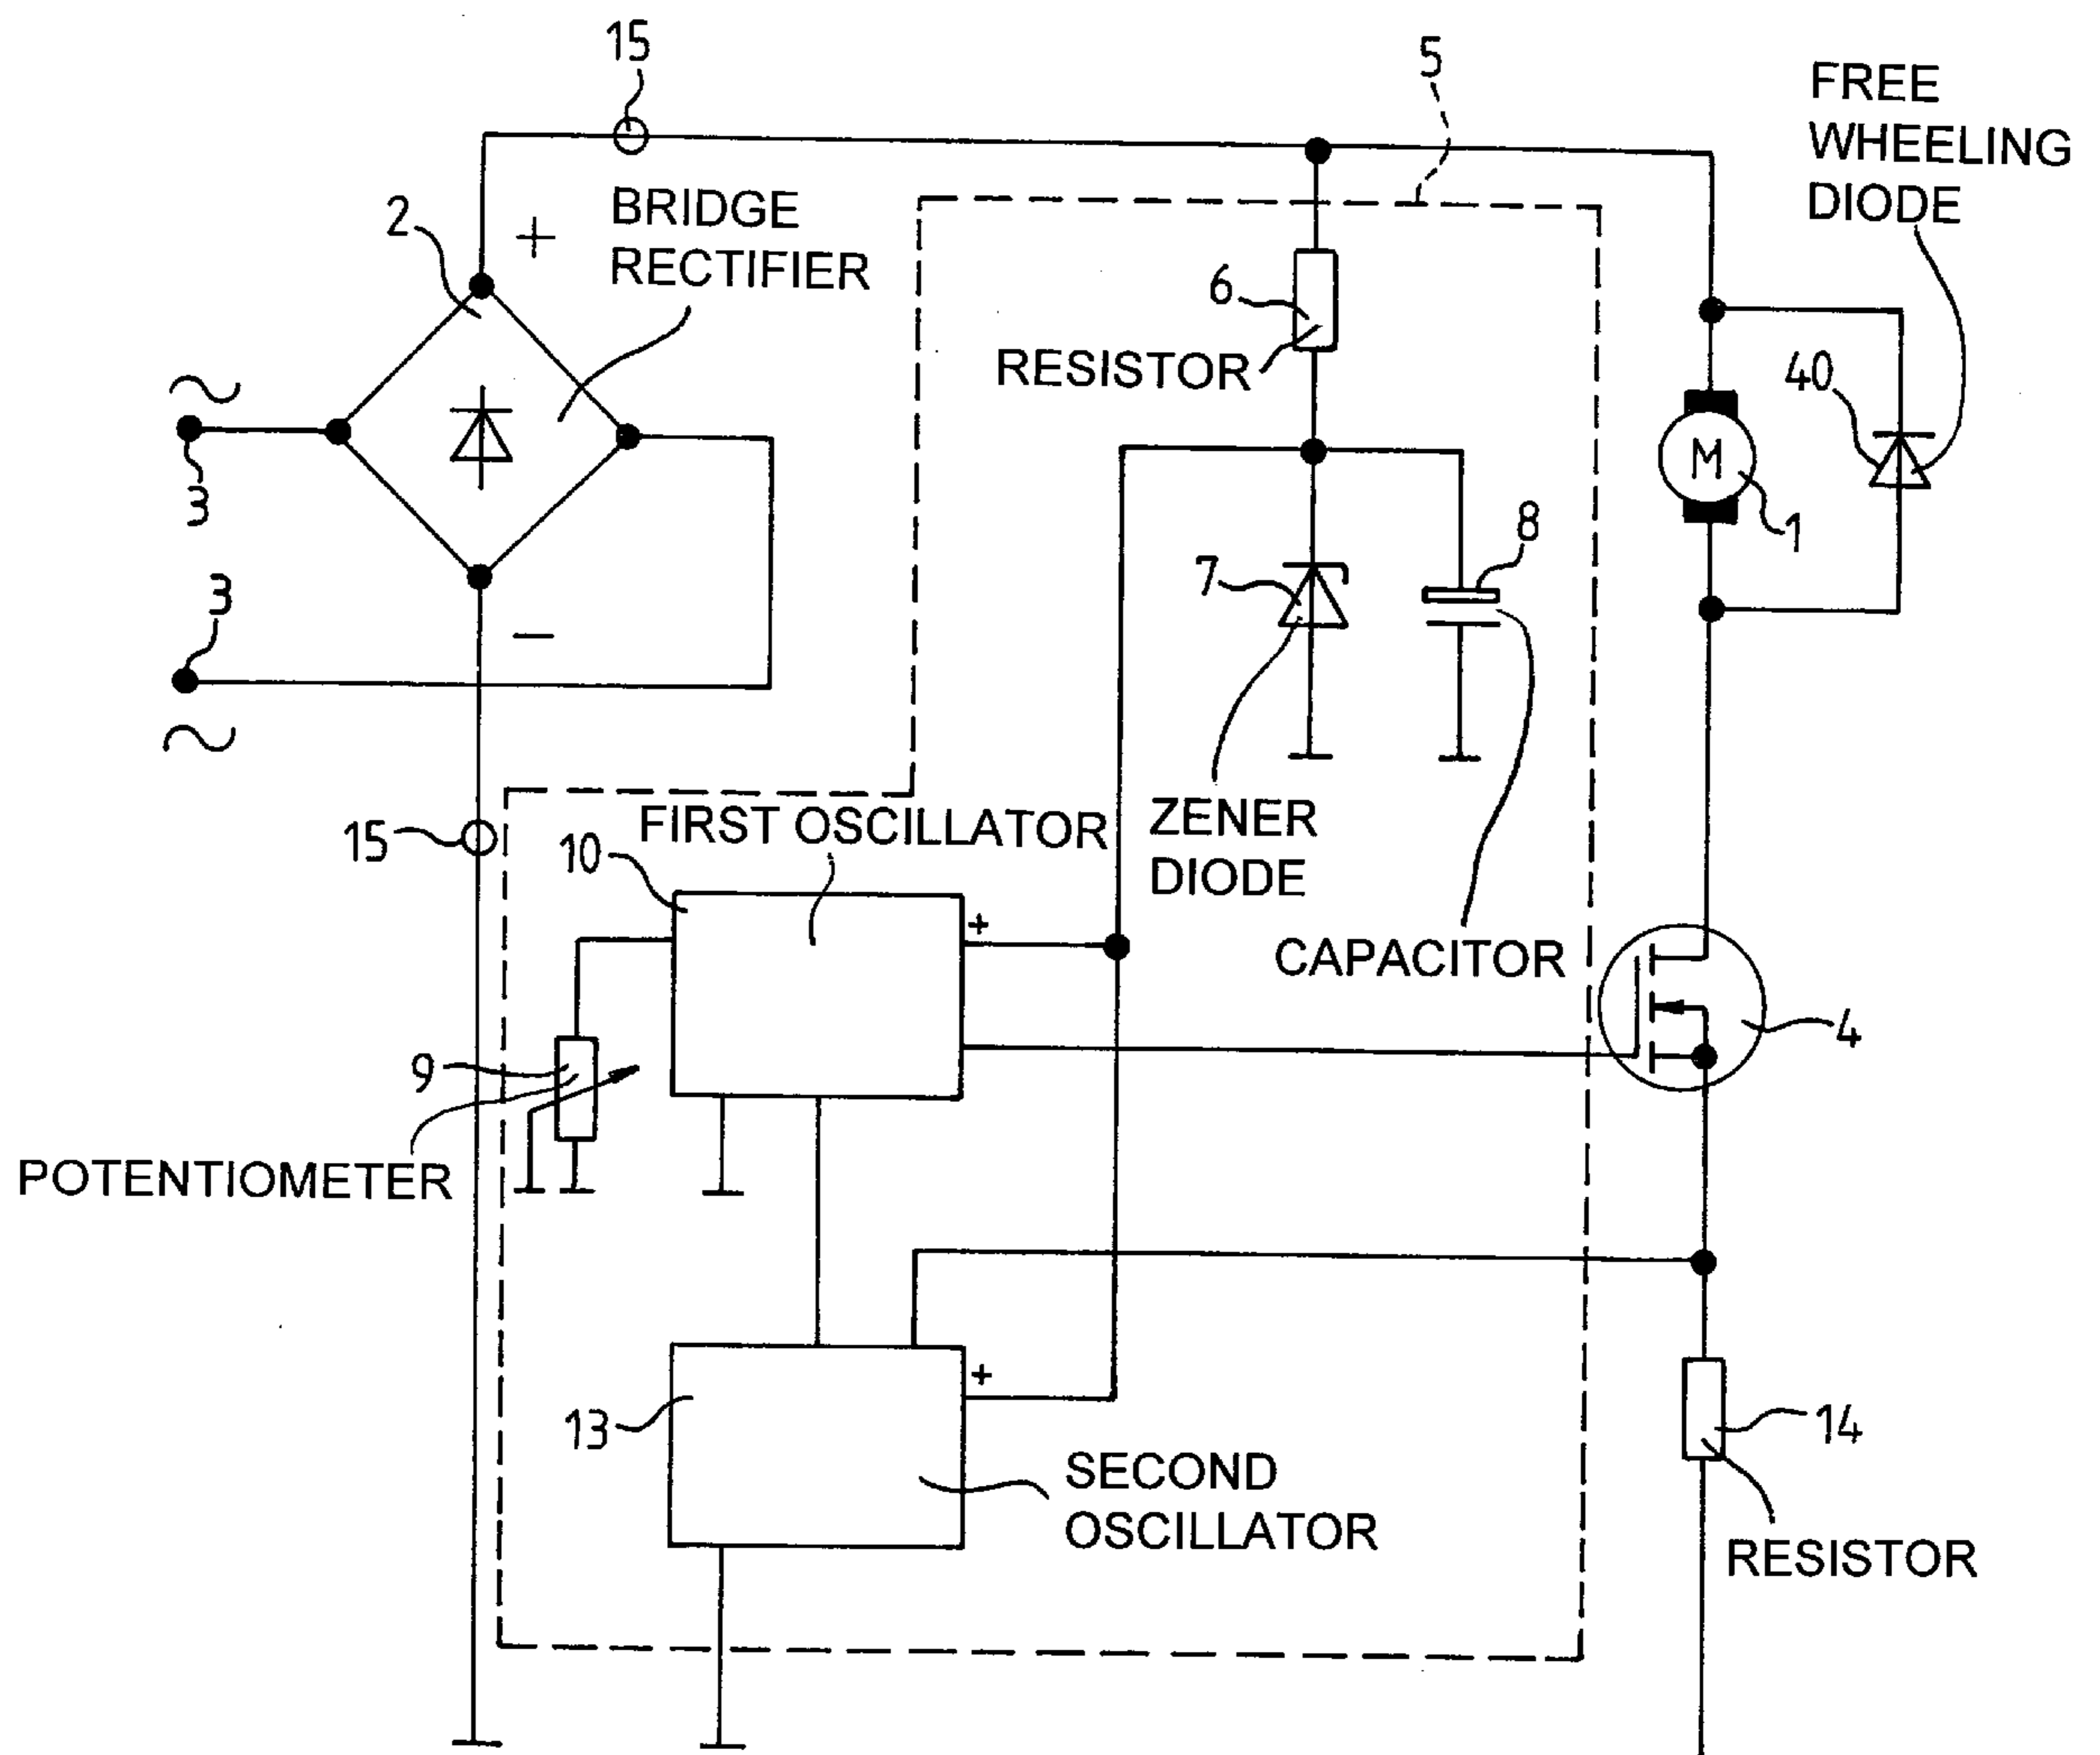 15
5
FREE
WHEELING
DIODE
2
+
BRIDGE
RECTIFIER
6
RESISTOR
40
~
3
M
1
7
8
3
−
~
15
FIRST OSCILLATOR
10
ZENER
DIODE
+
CAPACITOR
4
9
POTENTIOMETER
+
13
14
SECOND
OSCILLATOR
RESISTOR